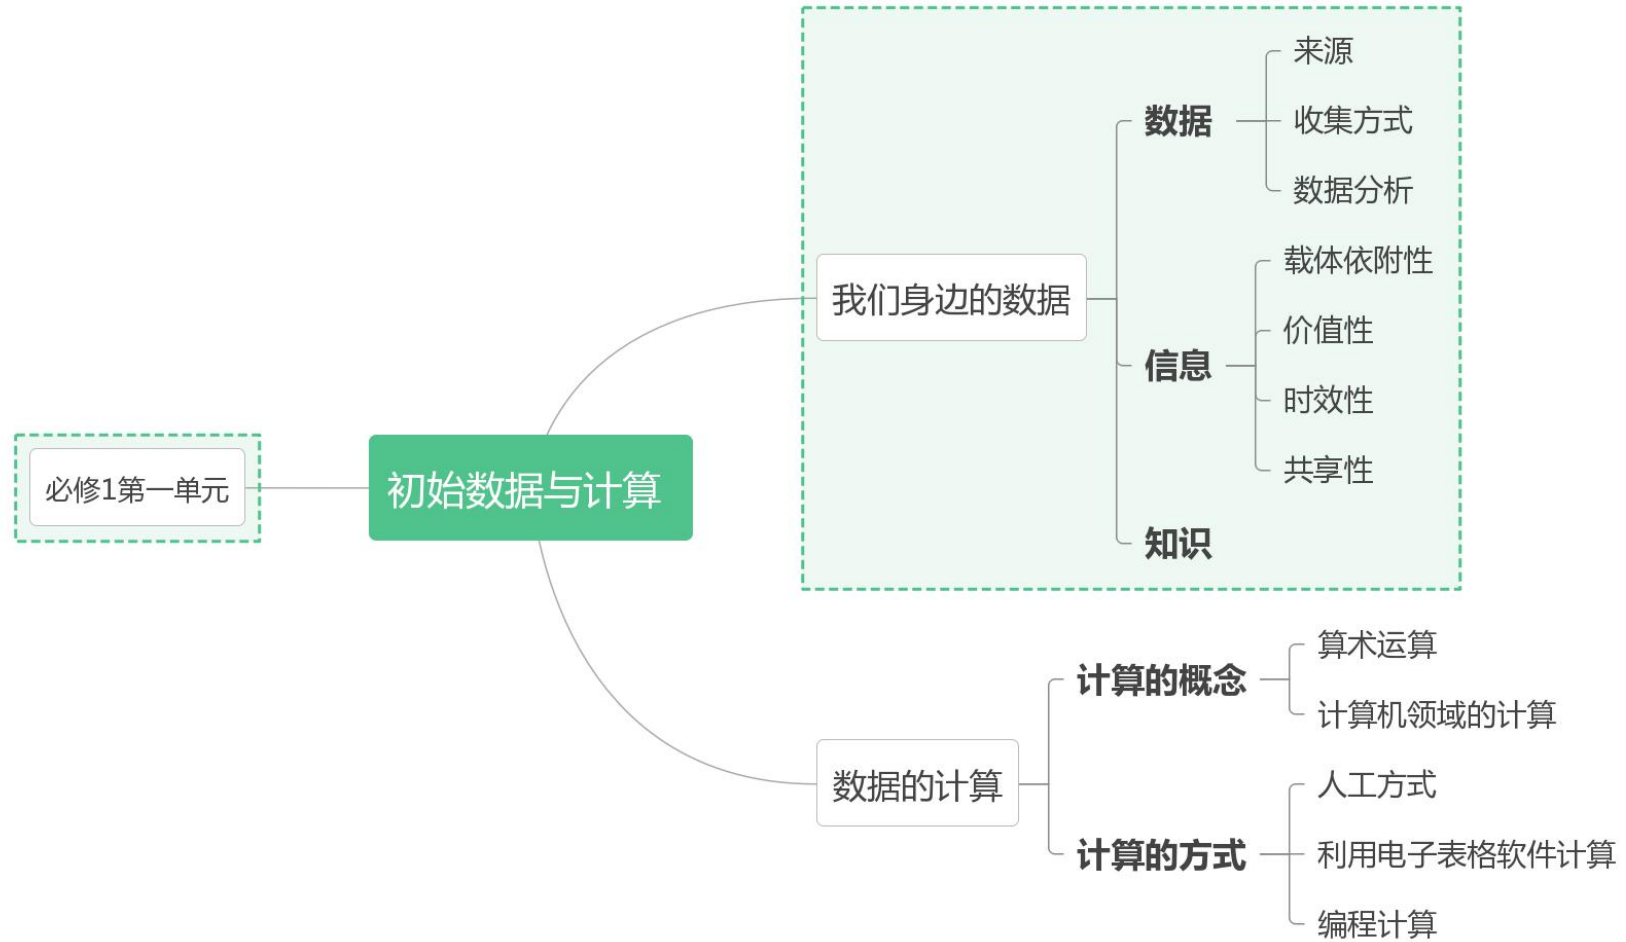 必修1第一单元
初始数据与计算
我们身边的数据
数据
来源
收集方式
数据分析
信息
载体依附性
价值性
时效性
共享性
知识
数据的计算
计算的概念
算术运算
计算机领域的计算
计算的方式
人工方式
利用电子表格软件计算
编程计算